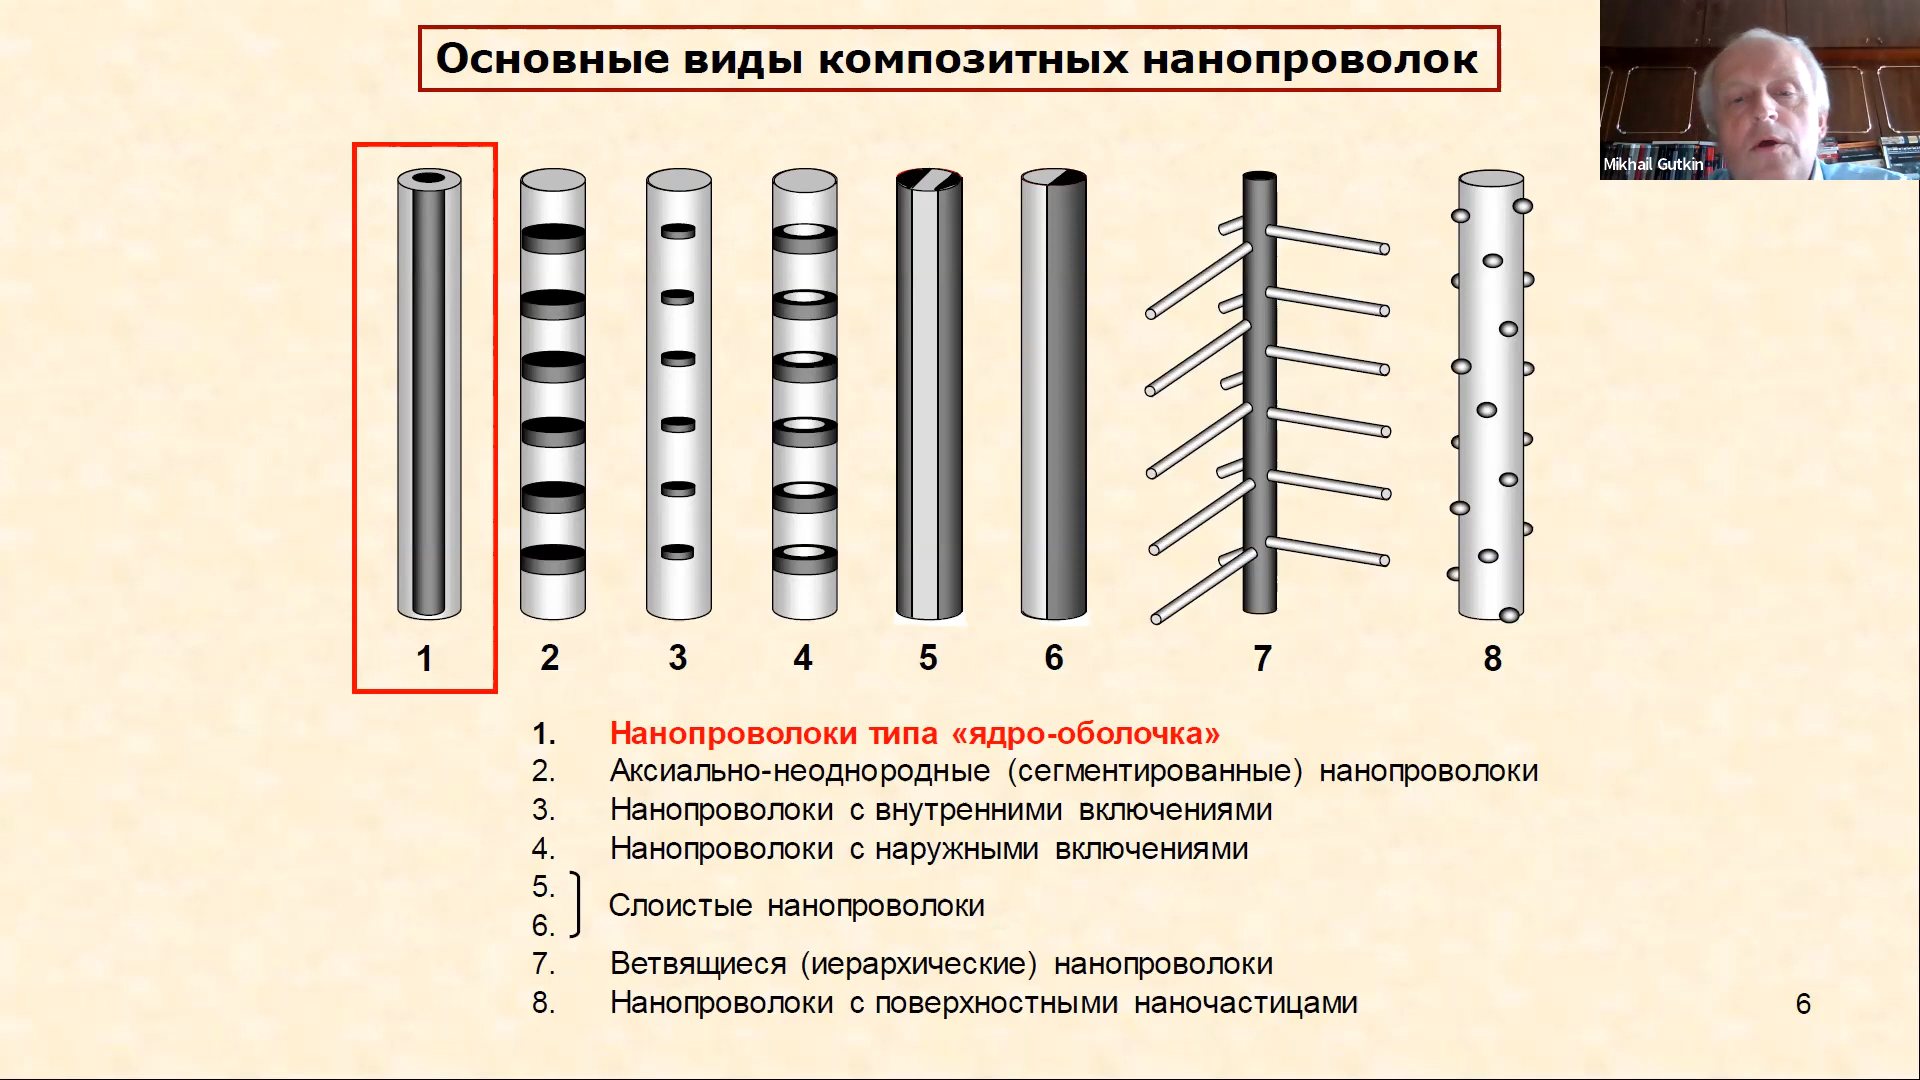 Основные виды композитных нанопроволок
Mikhail Gutkin
1 2 3 4 5 6 7 8
1. Нанопроволоки типа «ядро-оболочка»
2. Аксиально-неоднородные (сегментированные) нанопроволоки
3. Нанопроволоки с внутренними включениями
4. Нанопроволоки с наружными включениями
5.
Слоистые нанопроволоки
6.
7. Ветвящиеся (иерархические) нанопроволоки
8. Нанопроволоки с поверхностными наночастицами
6